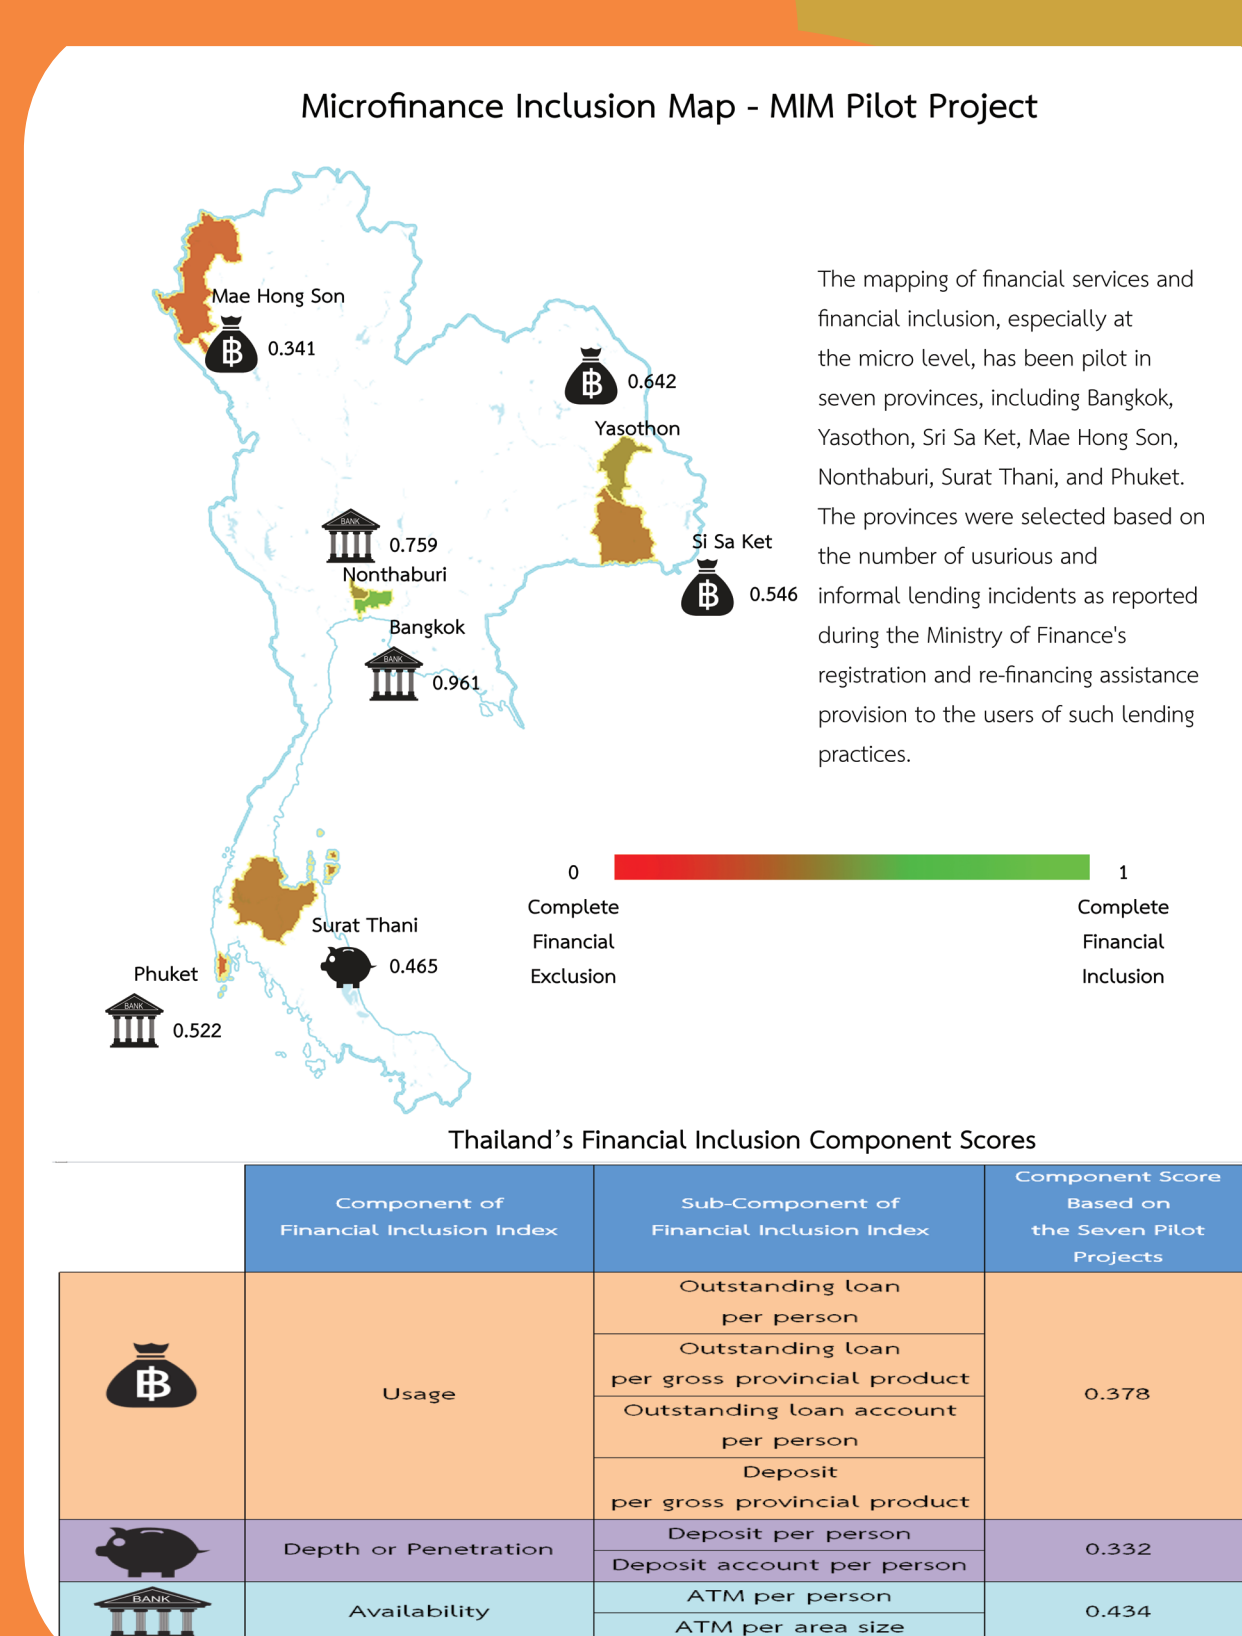 Microfinance Inclusion Map - MIM Pilot Project
Mae Hong Son
0.341
0.642
Yasothon
BANK
0.759
Nonthaburi
Si Sa Ket
0.546
Bangkok
BANK
0.961
The mapping of financial services and
financial inclusion, especially at
the micro level, has been pilot in
seven provinces, including Bangkok,
Yasothon, Sri Sa Ket, Mae Hong Son,
Nonthaburi, Surat Thani, and Phuket.
The provinces were selected based on
the number of usurious and
informal lending incidents as reported
during the Ministry of Finance's
registration and re-financing assistance
provision to the users of such lending
practices.
0
Complete
Financial
Exclusion
1
Complete
Financial
Inclusion
Surat Thani
0.465
Phuket
BANK
0.522
Thailand's Financial Inclusion Component Scores
Component of
Financial Inclusion Index
Sub-Component of
Financial Inclusion Index
Component Score
Based on
the Seven Pilot
Projects
Usage
Outstanding loan
per person
Outstanding loan
per gross provincial product
Outstanding loan account
per person
Deposit
per gross provincial product
0.378
Depth or Penetration
Deposit per person
Deposit account per person
0.332
BANK
Availability
ATM per person
ATM per area size
0.434